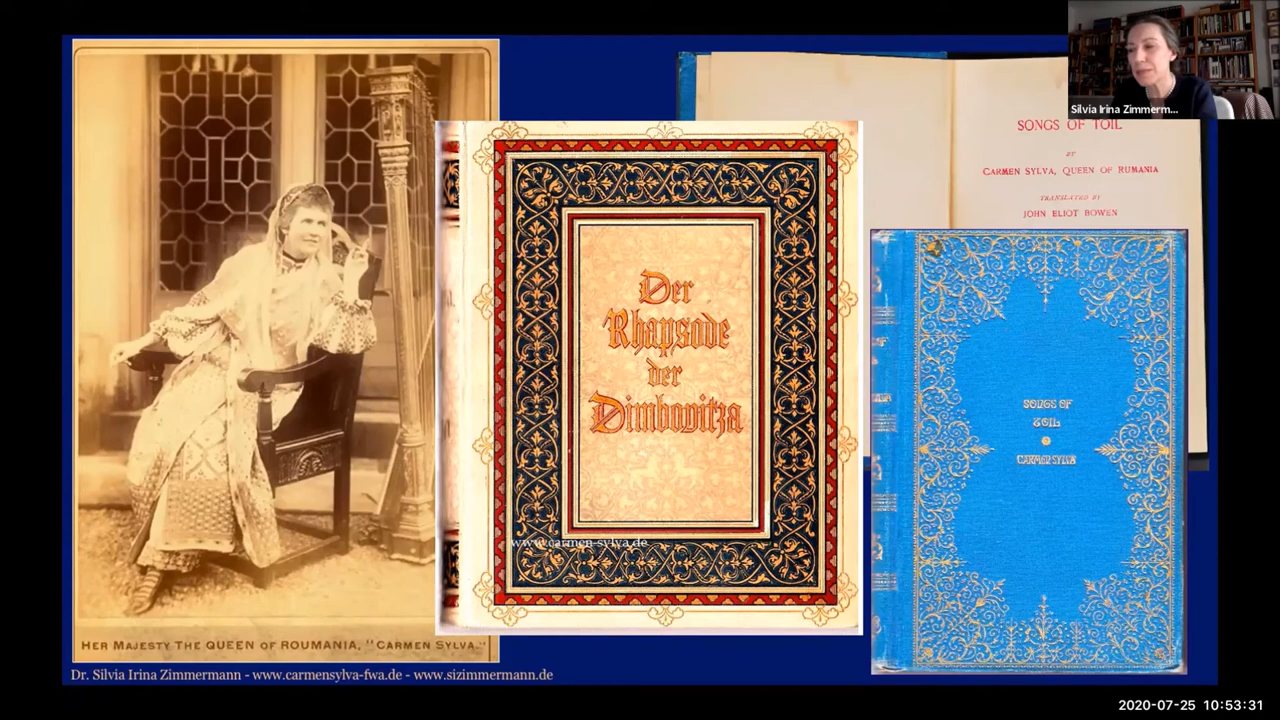 Silvia Irina Zimmerm...
SONGS OF TOIL
BY
CARMEN SYLVA, QUEEN OF RUMANIA
TRANSLATED BY
JOHN ELIOT BOWEN
Der
Rhapsode
der
Dimbovitza
www.carmen-sylva.de
SONGS OF
TOIL
CARMEN SYLVA
HER MAJESTY THE QUEEN OF ROUMANIA, "CARMEN SYLVA."
Dr. Silvia Irina Zimmermann - www.carmensylva-fwa.de - www.sizimmermann.de
2020-07-25 10:53:31